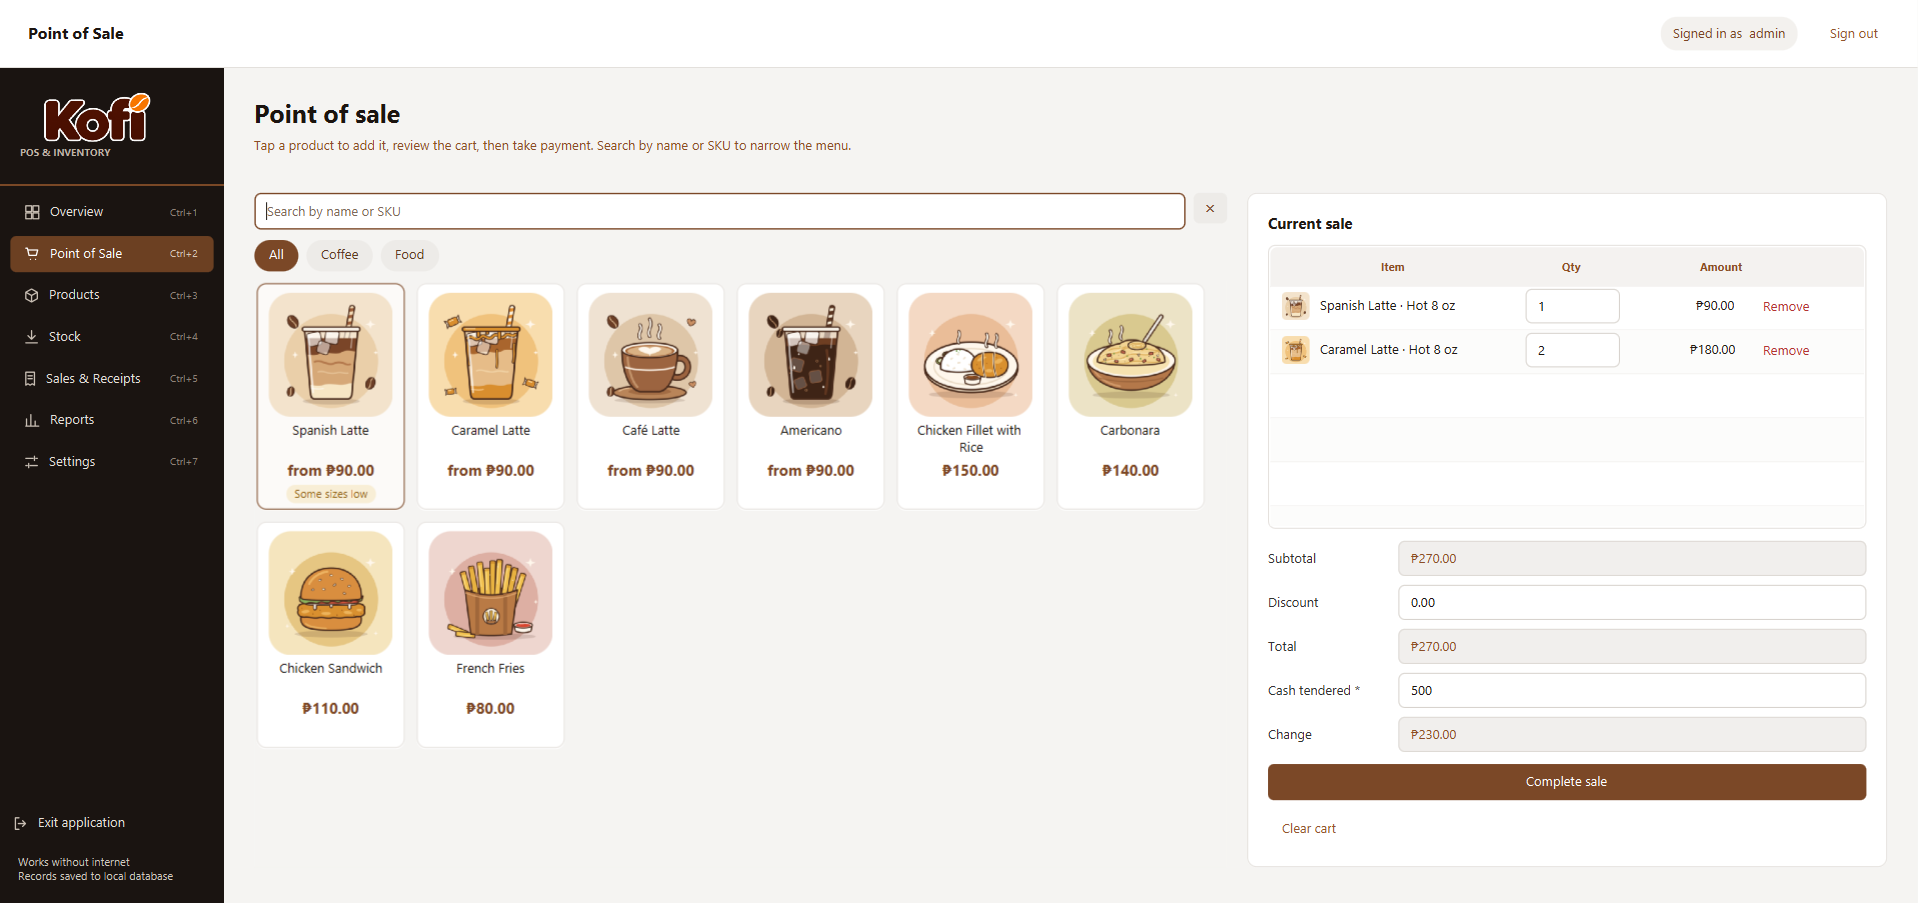 Point of Sale
Signed in as admin
Sign out
Kofi
POS & INVENTORY
Overview Ctrl+1
Point of Sale Ctrl+2
Products Ctrl+3
Stock Ctrl+4
Sales & Receipts Ctrl+5
Reports Ctrl+6
Settings Ctrl+7
Exit application
Works without internet
Records saved to local database
Point of sale
Tap a product to add it, review the cart, then take payment. Search by name or SKU to narrow the menu.
Search by name or SKU
×
All Coffee Food
Spanish Latte
from ₱90.00
Some sizes low
Caramel Latte
from ₱90.00
Café Latte
from ₱90.00
Americano
from ₱90.00
Chicken Fillet with
Rice
₱150.00
Carbonara
₱140.00
Chicken Sandwich
₱110.00
French Fries
₱80.00
Current sale
Item Qty Amount
Spanish Latte · Hot 8 oz 1 ₱90.00 Remove
Caramel Latte · Hot 8 oz 2 ₱180.00 Remove
Subtotal ₱270.00
Discount 0.00
Total ₱270.00
Cash tendered * 500
Change ₱230.00
Complete sale
Clear cart